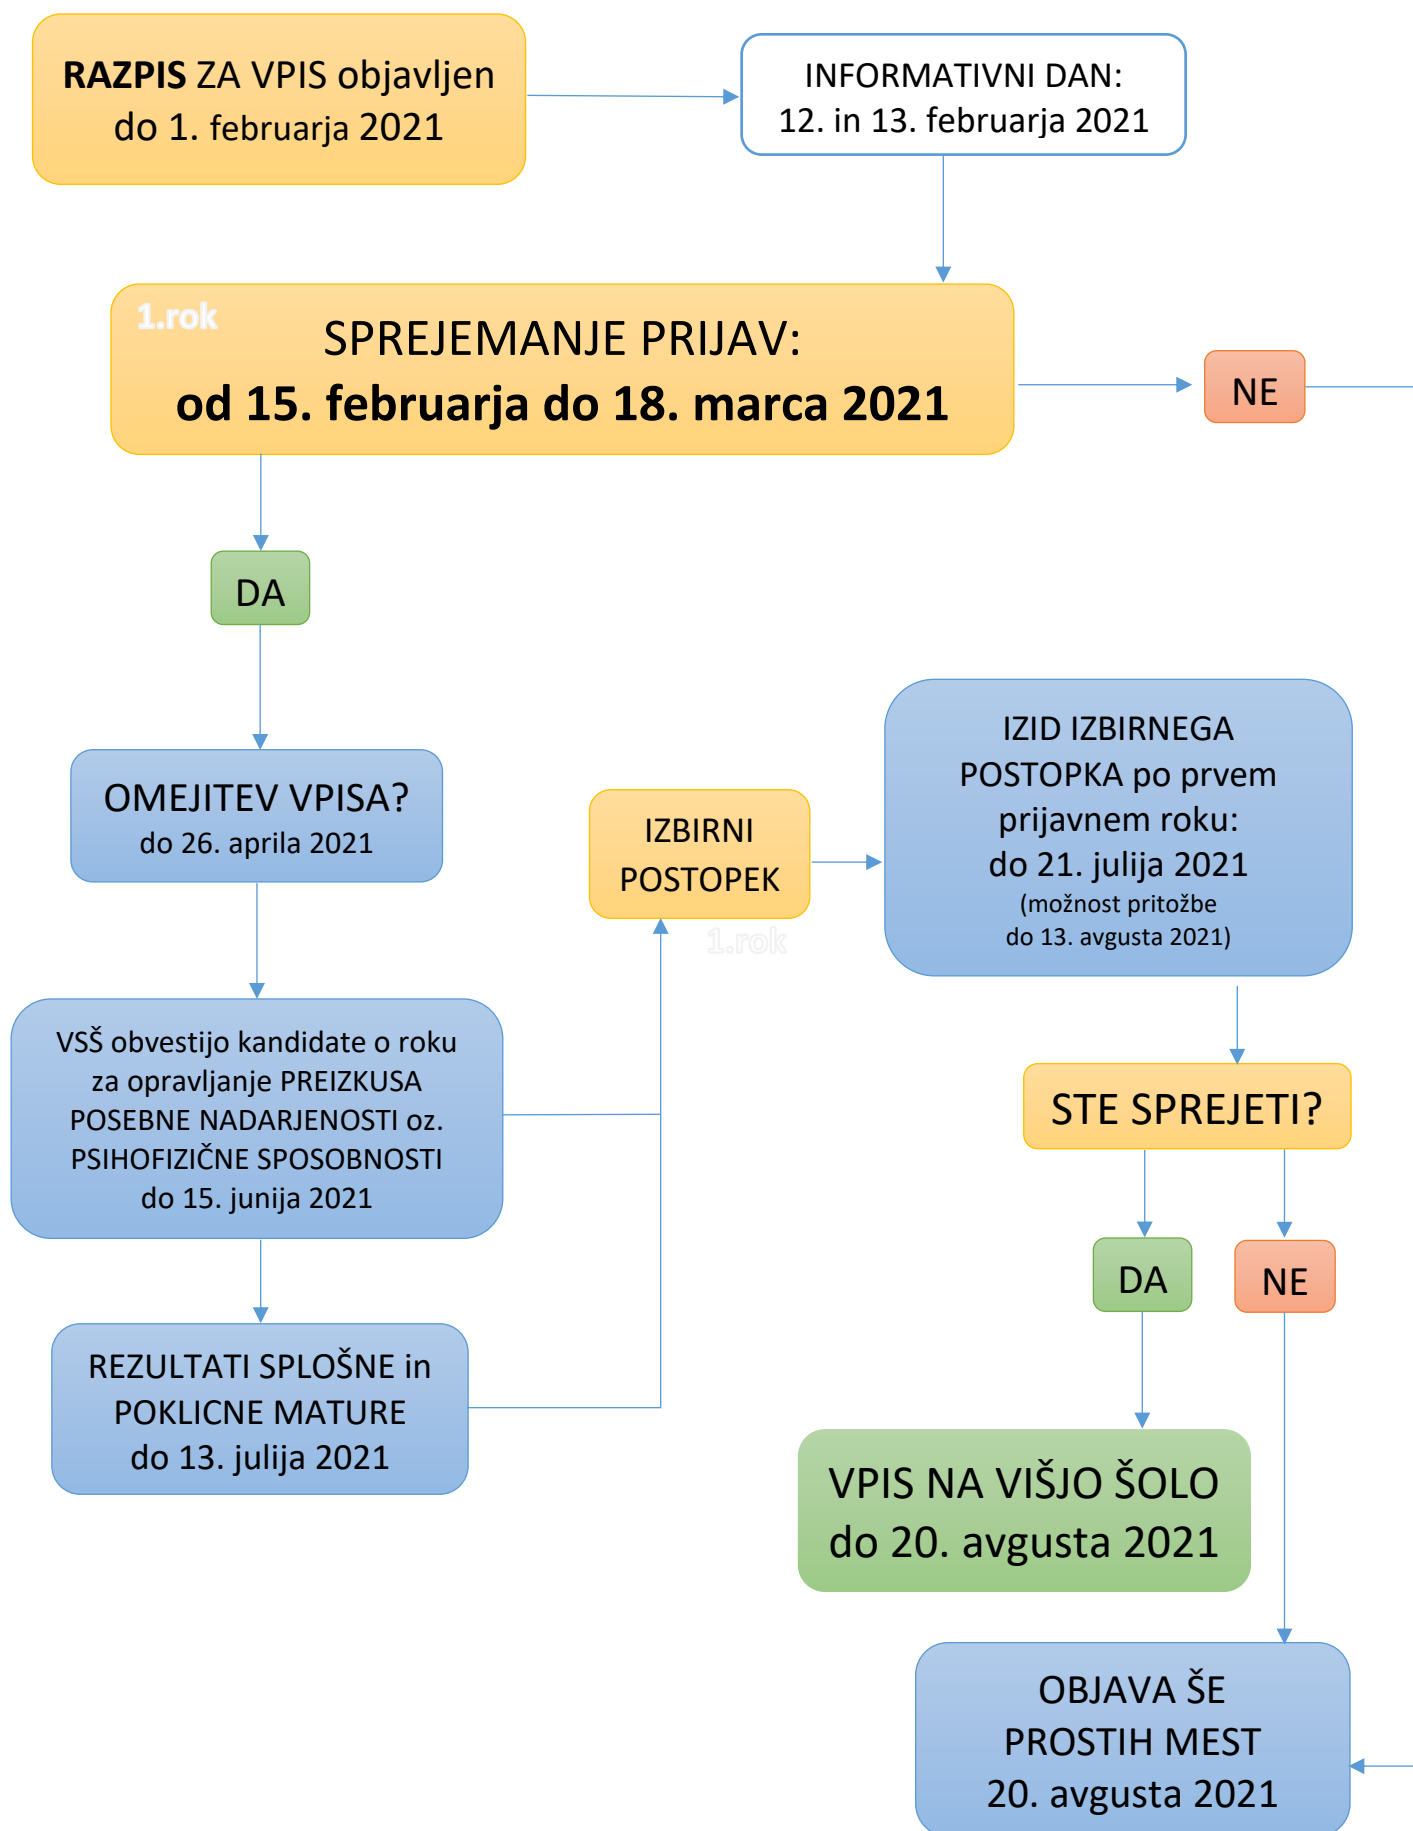 RAZPIS ZA VPIS objavljen
do 1. februarja 2021
INFORMATIVNI DAN:
12. in 13. februarja 2021
1.rok
SPREJEMANJE PRIJAV:
od 15. februarja do 18. marca 2021
NE
DA
OMEJITEV VPISA?
do 26. aprila 2021
IZBIRNI
POSTOPEK
1.rok
IZID IZBIRNEGA
POSTOPKA po prvem
prijavnem roku:
do 21. julija 2021
(možnost pritožbe
do 13. avgusta 2021)
VSŠ obvestijo kandidate o roku
za opravljanje PREIZKUSA
POSEBNE NADARJENOSTI oz.
PSIHOFIZIČNE SPOSOBNOSTI
do 15. junija 2021
STE SPREJETI?
DA
NE
REZULTATI SPLOŠNE in
POKLICNE MATURE
do 13. julija 2021
VPIS NA VIŠJO ŠOLO
do 20. avgusta 2021
OBJAVA ŠE
PROSTIH MEST
20. avgusta 2021